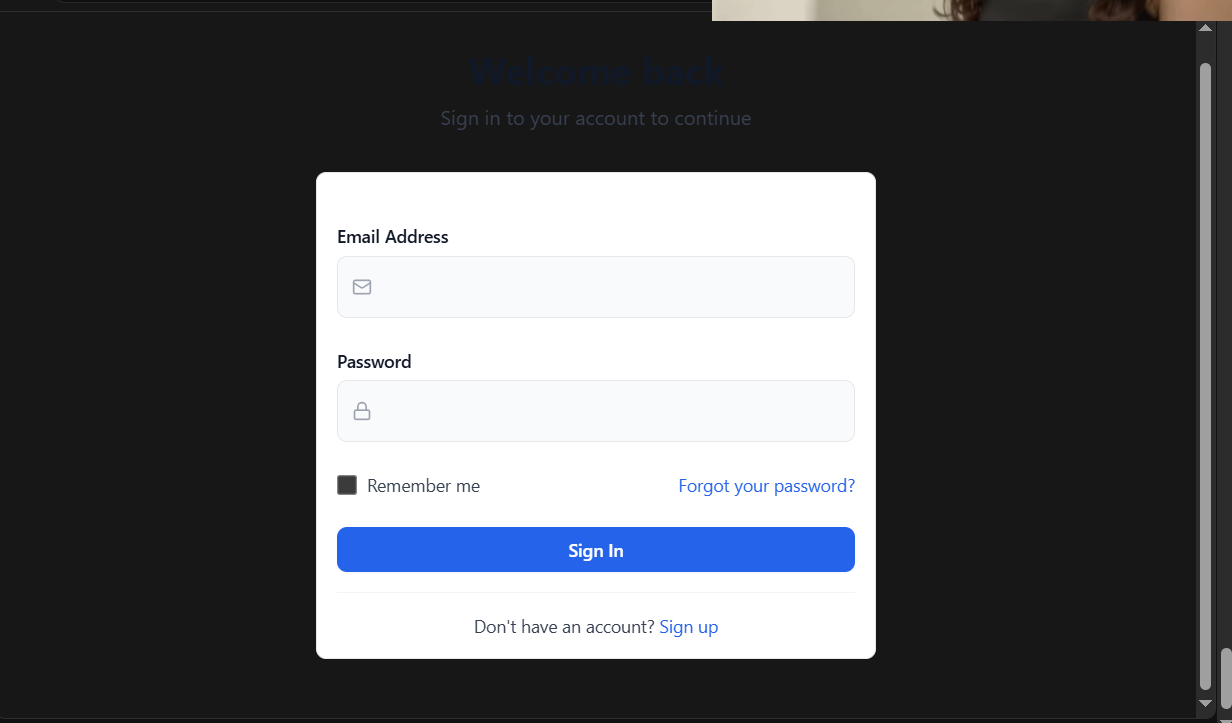 Welcome back
Sign in to your account to continue
Email Address
Password
Remember me
Forgot your password?
Sign In
Don't have an account? Sign up